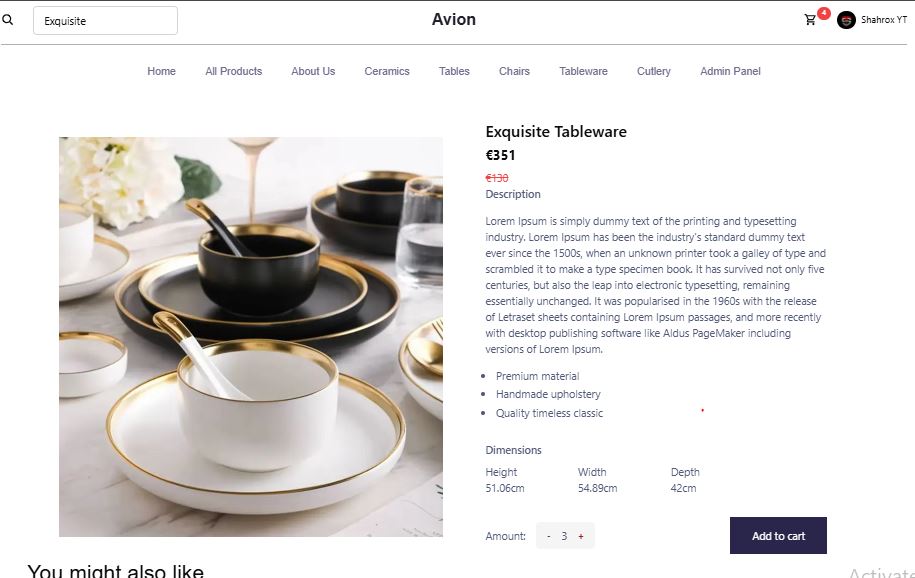 Exquisite
Avion
4
Shahrox YT
Home All Products About Us Ceramics Tables Chairs Tableware Cutlery Admin Panel
Exquisite Tableware
€351
€130
Description
Lorem Ipsum is simply dummy text of the printing and typesetting
industry. Lorem Ipsum has been the industry's standard dummy text
ever since the 1500s, when an unknown printer took a galley of type and
scrambled it to make a type specimen book. It has survived not only five
centuries, but also the leap into electronic typesetting, remaining
essentially unchanged. It was popularised in the 1960s with the release
of Letraset sheets containing Lorem Ipsum passages, and more recently
with desktop publishing software like Aldus PageMaker including
versions of Lorem Ipsum.
• Premium material
• Handmade upholstery
• Quality timeless classic
Dimensions
Height Width Depth
51.06cm 54.89cm 42cm
Amount: - 3 + Add to cart
You might also like
Activate